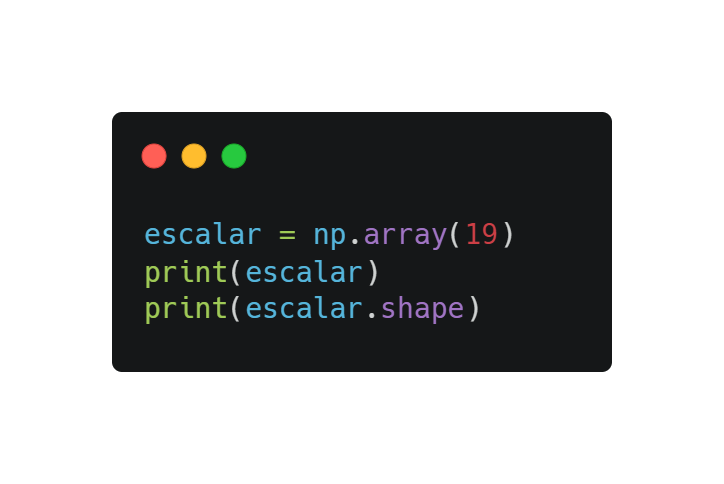 escalar = np.array(19)
print(escalar)
print(escalar.shape)